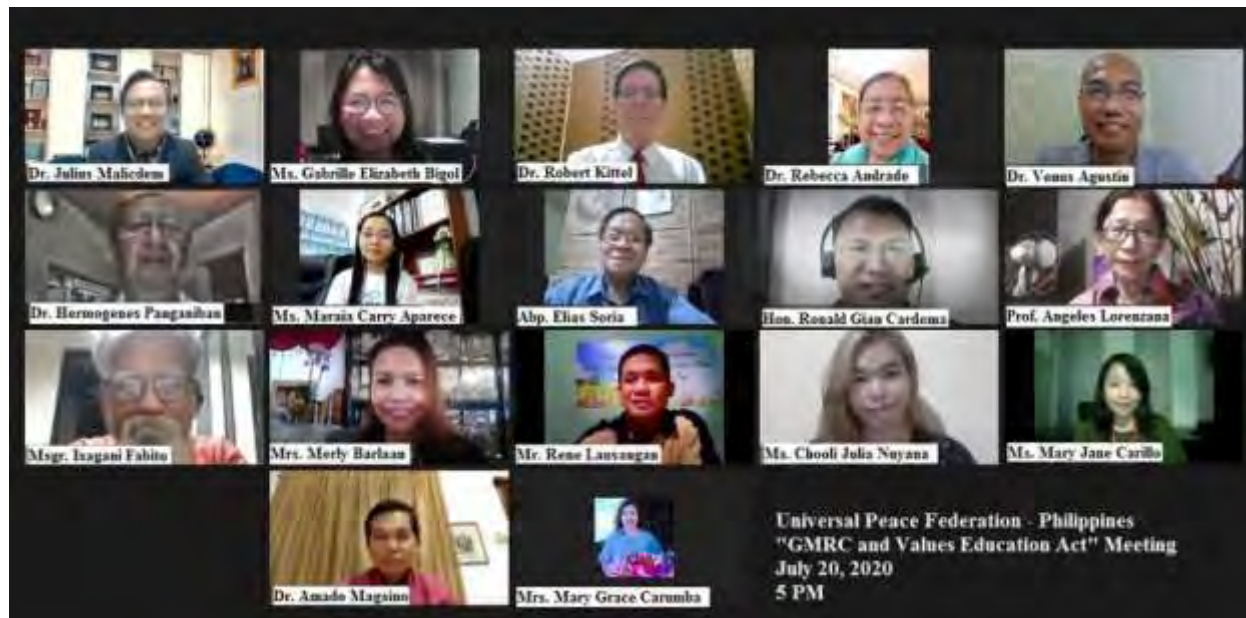 Dr. Julius Malicdem
Ms. Gabrille Elizabeth Bigol
Dr. Robert Kittel
Dr. Rebecca Andrade
Dr. Venus Agustin
Dr. Hermogenes Panganiban
Ms. Maraia Carry Aparece
Abp. Elias Soria
Hon. Ronald Gian Cardema
Prof. Angeles Lorenzana
Msgr. Isagani Fabito
Mrs. Merly Barlaan
Mr. Rene Lausangan
Ms. Chooli Julia Nuyana
Ms. Mary Jane Carillo
Dr. Amado Magsino
Mrs. Mary Grace Carumba
Universal Peace Federation - Philippines
"GMRC and Values Education Act" Meeting
July 20, 2020
5 PM